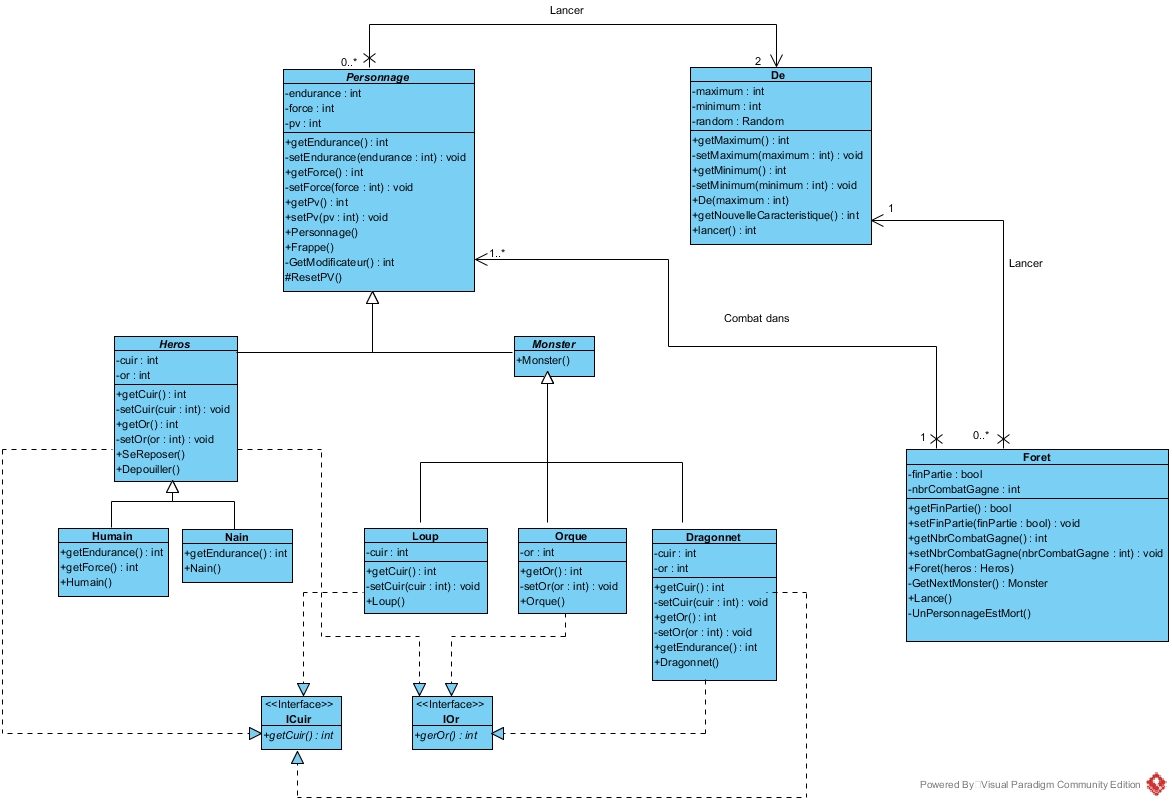 Lancer
0..*
2
Personnage
-endurance : int
-force : int
-pv : int
+getEndurance() : int
-setEndurance(endurance : int) : void
+getForce() : int
-setForce(force : int) : void
+getPv() : int
+setPv(pv : int) : void
+Personnage()
+Frappe()
-GetModificateur() : int
#ResetPV()
De
-maximum : int
-minimum : int
-random : Random
+getMaximum() : int
-setMaximum(maximum : int) : void
+getMinimum() : int
-setMinimum(minimum : int) : void
+De(maximum : int)
+getNouvelleCaracteristique() : int
+lancer() : int
1
1..*
Lancer
Combat dans
Heros
-cuir : int
-or : int
+getCuir() : int
-setCuir(cuir : int) : void
+getOr() : int
-setOr(or : int) : void
+SeReposer()
+Depouiller()
Monster
+Monster()
1
0..*
Foret
-finPartie : bool
-nbrCombatGagne : int
+getFinPartie() : bool
+setFinPartie(finPartie : bool) : void
+getNbrCombatGagne() : int
+setNbrCombatGagne(nbrCombatGagne : int) : void
+Foret(heros : Heros)
-GetNextMonster() : Monster
+Lance()
-UnPersonnageEstMort()
Humain
+getEndurance() : int
+getForce() : int
+Humain()
Nain
+getEndurance() : int
+Nain()
Loup
-cuir : int
+getCuir() : int
-setCuir(cuir : int) : void
+Loup()
Orque
-or : int
+getOr() : int
-setOr(or : int) : void
+Orque()
Dragonnet
-cuir : int
-or : int
+getCuir() : int
-setCuir(cuir : int) : void
+getOr() : int
-setOr(or : int) : void
+getEndurance() : int
+Dragonnet()
<<Interface>>
ICuir
+getCuir() : int
<<Interface>>
IOr
+gerOr() : int
Powered By Visual Paradigm Community Edition